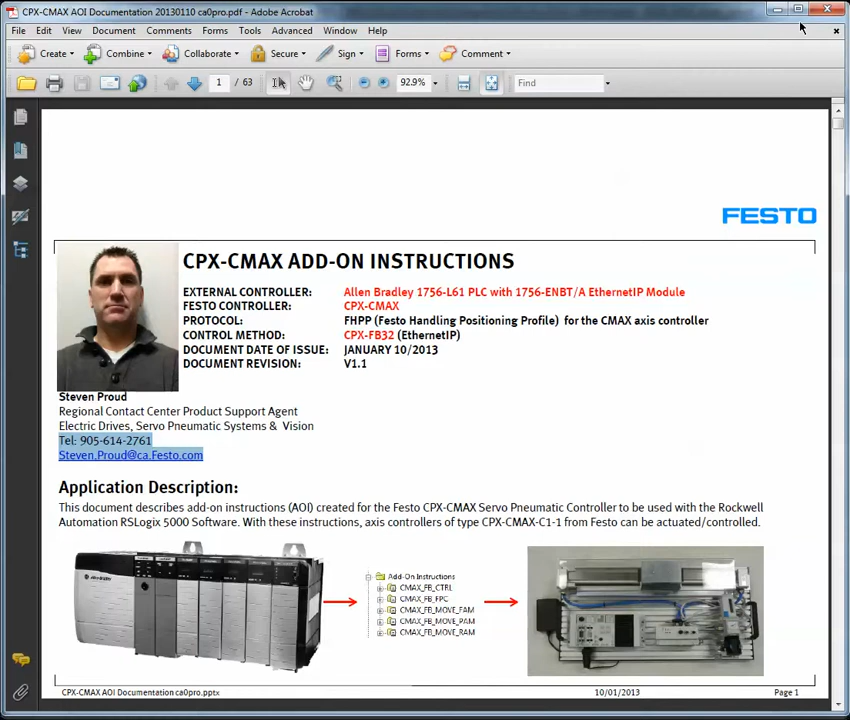 CPX-CMAX AOI Documentation 20130110 ca0pro.pdf - Adobe Acrobat
File Edit View Document Comments Forms Tools Advanced Window Help
Create Combine Collaborate Secure Sign Forms Comment
1 / 63 92.9% Find
FESTO
CPX-CMAX ADD-ON INSTRUCTIONS
EXTERNAL CONTROLLER: Allen Bradley 1756-L61 PLC with 1756-ENBT/A EthernetIP Module
FESTO CONTROLLER: CPX-CMAX
PROTOCOL: FHPP (Festo Handling Positioning Profile) for the CMAX axis controller
CONTROL METHOD: CPX-FB32 (EthernetIP)
DOCUMENT DATE OF ISSUE: JANUARY 10/2013
DOCUMENT REVISION: V1.1
Steven Proud
Regional Contact Center Product Support Agent
Electric Drives, Servo Pneumatic Systems & Vision
Tel: 905-614-2761
Steven.Proud@ca.Festo.com
Application Description:
This document describes add-on instructions (AOI) created for the Festo CPX-CMAX Servo Pneumatic Controller to be used with the Rockwell
Automation RSLogix 5000 Software. With these instructions, axis controllers of type CPX-CMAX-C1-1 from Festo can be actuated/controlled.
Add-On Instructions
CMAX_FB_CTRL
CMAX_FB_FPC
CMAX_FB_MOVE_FAM
CMAX_FB_MOVE_PAM
CMAX_FB_MOVE_RAM
CPX-CMAX AOI Documentation ca0pro.pptx 10/01/2013 Page 1